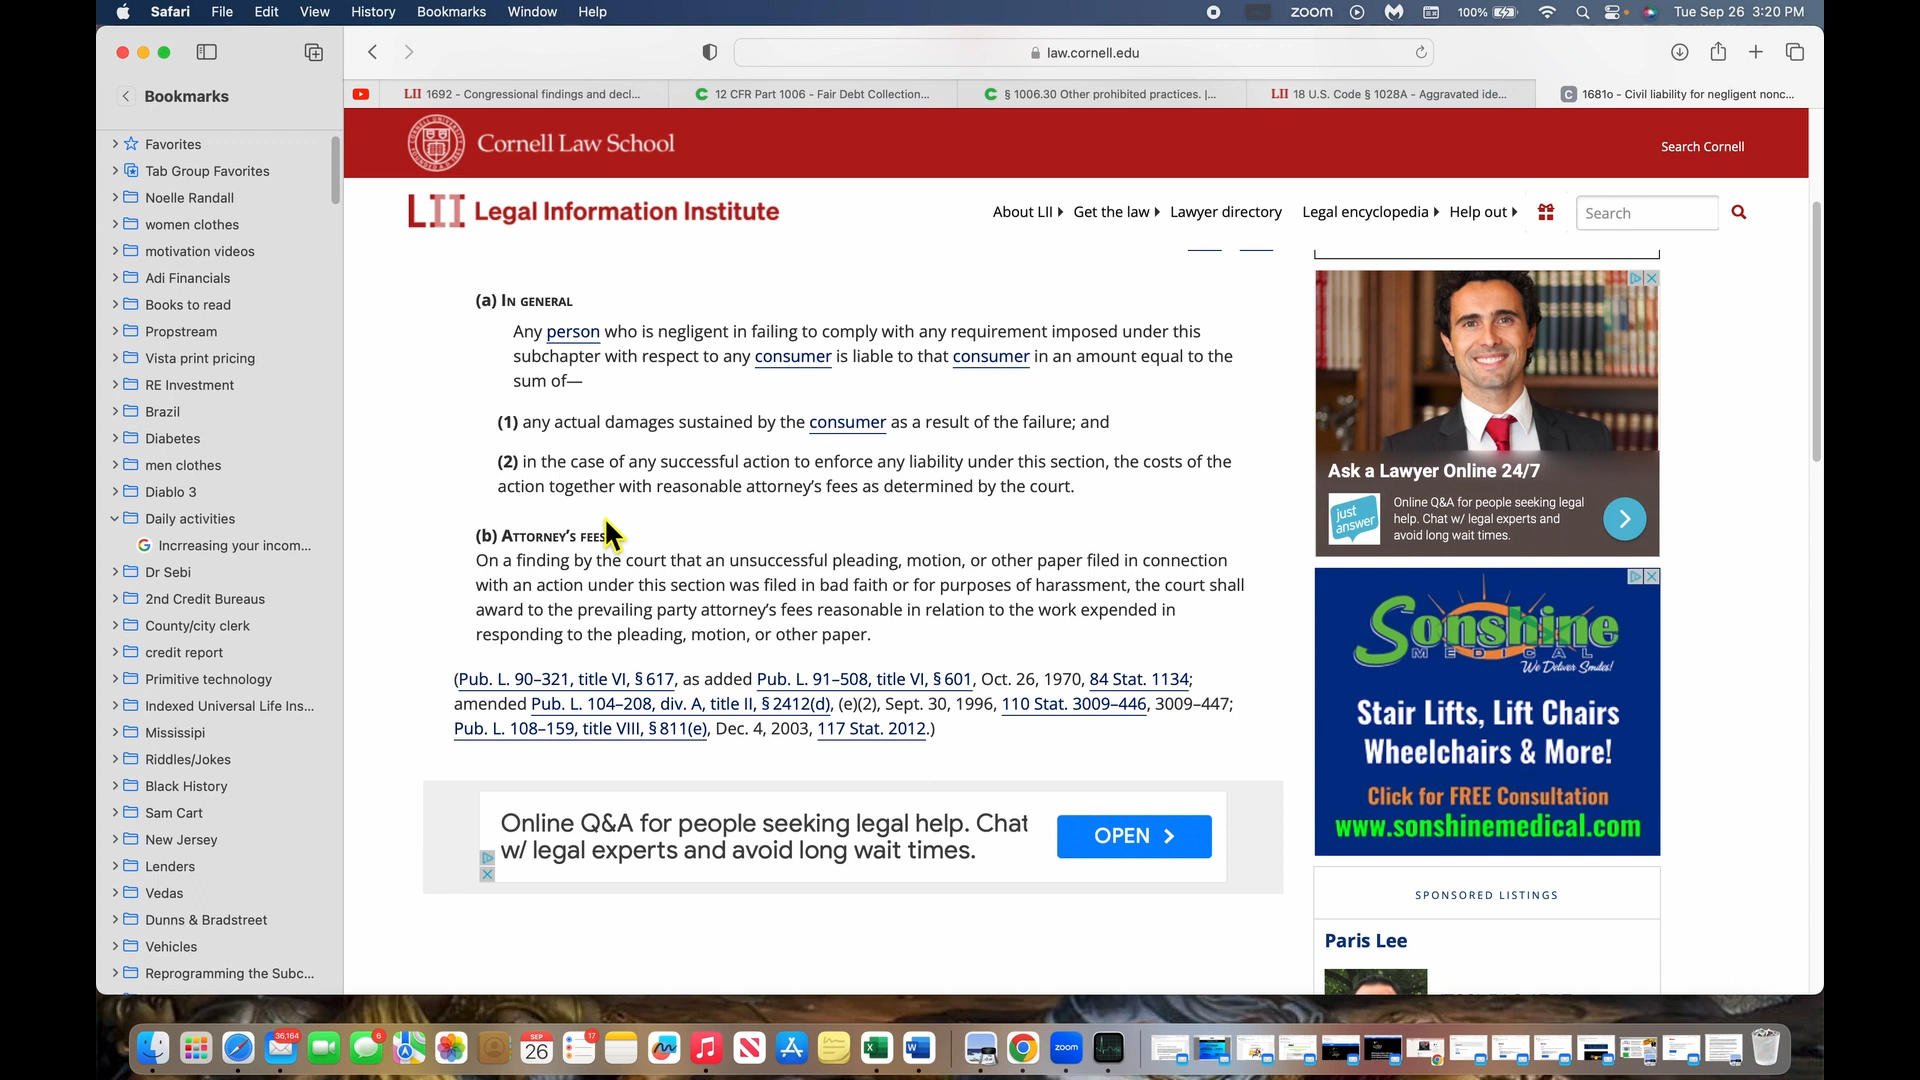 Safari File Edit View History Bookmarks Window Help
zoom 100% Tue Sep 26 3:20 PM
law.cornell.edu
Bookmarks
LII 1692 - Congressional findings and decl...
12 CFR Part 1006 - Fair Debt Collection...
§ 1006.30 Other prohibited practices. |...
LII 18 U.S. Code § 1028A - Aggravated ide...
C 1681o - Civil liability for negligent nonc...
Favorites
Tab Group Favorites
Noelle Randall
women clothes
motivation videos
Adi Financials
Books to read
Propstream
Vista print pricing
RE Investment
Brazil
Diabetes
men clothes
Diablo 3
Daily activities
Incrreasing your incom...
Dr Sebi
2nd Credit Bureaus
County/city clerk
credit report
Primitive technology
Indexed Universal Life Ins...
Mississipi
Riddles/Jokes
Black History
Sam Cart
New Jersey
Lenders
Vedas
Dunns & Bradstreet
Vehicles
Reprogramming the Subc...
Cornell Law School
Search Cornell
LII Legal Information Institute
About LII Get the law Lawyer directory Legal encyclopedia Help out Search
(a) IN GENERAL
Any person who is negligent in failing to comply with any requirement imposed under this
subchapter with respect to any consumer is liable to that consumer in an amount equal to the
sum of—
(1) any actual damages sustained by the consumer as a result of the failure; and
(2) in the case of any successful action to enforce any liability under this section, the costs of the
action together with reasonable attorney's fees as determined by the court.
(b) ATTORNEY'S FEES
On a finding by the court that an unsuccessful pleading, motion, or other paper filed in connection
with an action under this section was filed in bad faith or for purposes of harassment, the court shall
award to the prevailing party attorney's fees reasonable in relation to the work expended in
responding to the pleading, motion, or other paper.
(Pub. L. 90–321, title VI, § 617, as added Pub. L. 91–508, title VI, § 601, Oct. 26, 1970, 84 Stat. 1134;
amended Pub. L. 104–208, div. A, title II, § 2412(d), (e)(2), Sept. 30, 1996, 110 Stat. 3009–446, 3009–447;
Pub. L. 108–159, title VIII, § 811(e), Dec. 4, 2003, 117 Stat. 2012.)
Online Q&A for people seeking legal help. Chat
w/ legal experts and avoid long wait times.
OPEN
Ask a Lawyer Online 24/7
just
answer
Online Q&A for people seeking legal
help. Chat w/ legal experts and
avoid long wait times.
Sonshine
MEDICAL
We Deliver Smiles!
Stair Lifts, Lift Chairs
Wheelchairs & More!
Click for FREE Consultation
www.sonshinemedical.com
SPONSORED LISTINGS
Paris Lee
36,164
6
SEP
26
17
zoom